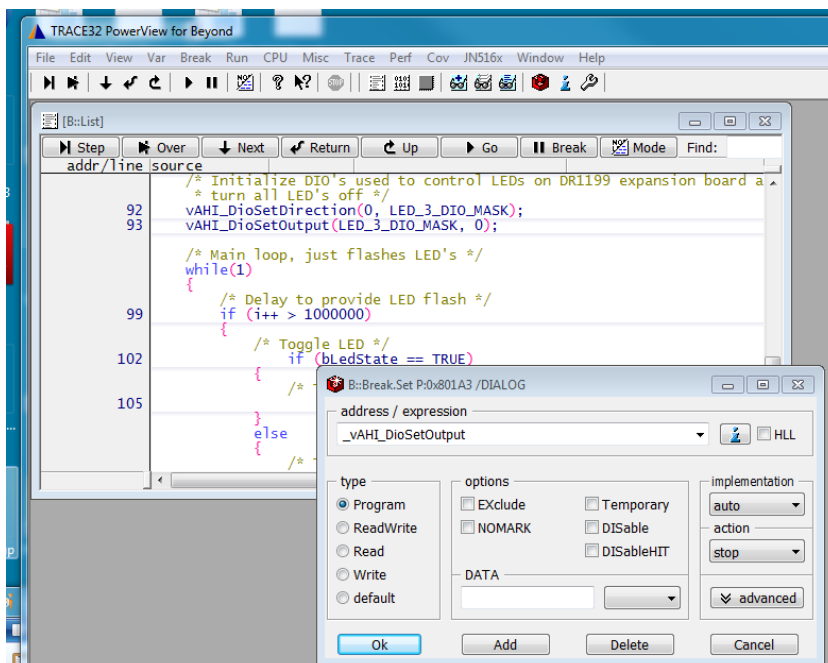 TRACE32 PowerView for Beyond
File Edit View Var Break Run CPU Misc Trace Perf Cov JN516x Window Help
[B::List]
Step Over Next Return Up Go Break Mode Find:
addr/line source
/* Initialize DIO's used to control LEDs on DR1199 expansion board a
* turn all LED's off */
92 vAHI_DioSetDirection(0, LED_3_DIO_MASK);
93 vAHI_DioSetOutput(LED_3_DIO_MASK, 0);
/* Main loop, just flashes LED's */
while(1)
{
/* Delay to provide LED flash */
99 if (i++ > 1000000)
{
/* Toggle LED */
102 if (bLedState == TRUE)
{
/*
105
}
else
{
/*
B::Break.Set P:0x801A3 /DIALOG
address / expression
_vAHI_DioSetOutput HLL
type options implementation
Program EXclude Temporary auto
ReadWrite NOMARK DISable action
Read DISableHIT stop
Write DATA
default advanced
Ok Add Delete Cancel